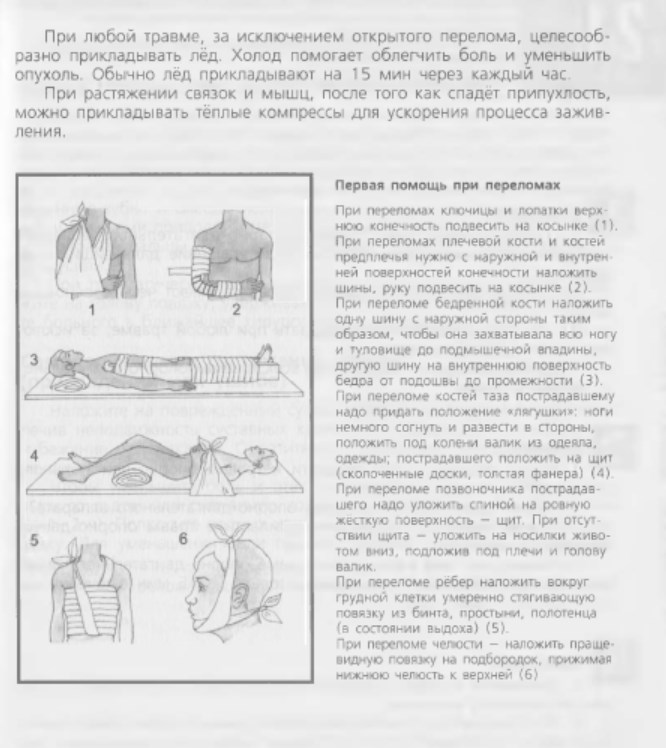 При любой травме, за исключением открытого перелома, целесооб-
разно прикладывать лёд. Холод помогает облегчить боль и уменьшить
опухоль. Обычно лёд прикладывают на 15 мин через каждый час.
При растяжении связок и мышц, после того как спадёт припухлость,
можно прикладывать тёплые компрессы для ускорения процесса зажив-
ления.
1
2
3
4
5
6
Первая помощь при переломах
При переломах ключицы и лопатки верх-
нюю конечность подвесить на косынке (1).
При переломах плечевой кости и костей
предплечья нужно с наружной и внутрен-
ней поверхностей конечности наложить
шины, руку подвесить на косынке (2).
При переломе бедренной кости наложить
одну шину с наружной стороны таким
образом, чтобы она захватывала всю ногу
и туловище до подмышечной впадины,
другую шину на внутреннюю поверхность
бедра от подошвы до промежности (3).
При переломе костей таза пострадавшему
надо придать положение «лягушки»: ноги
немного согнуть и развести в стороны,
положить под колени валик из одеяла,
одежды; пострадавшего положить на щит
(сколоченные доски, толстая фанера) (4).
При переломе позвоночника пострадав-
шего надо уложить спиной на ровную
жёсткую поверхность — щит. При отсут-
ствии щита — уложить на носилки живо-
том вниз, подложив под плечи и голову
валик.
При переломе рёбер наложить вокруг
грудной клетки умеренно стягивающую
повязку из бинта, простыни, полотенца
(в состоянии выдоха) (5).
При переломе челюсти — наложить праще-
видную повязку на подбородок, прижимая
нижнюю челюсть к верхней (6)